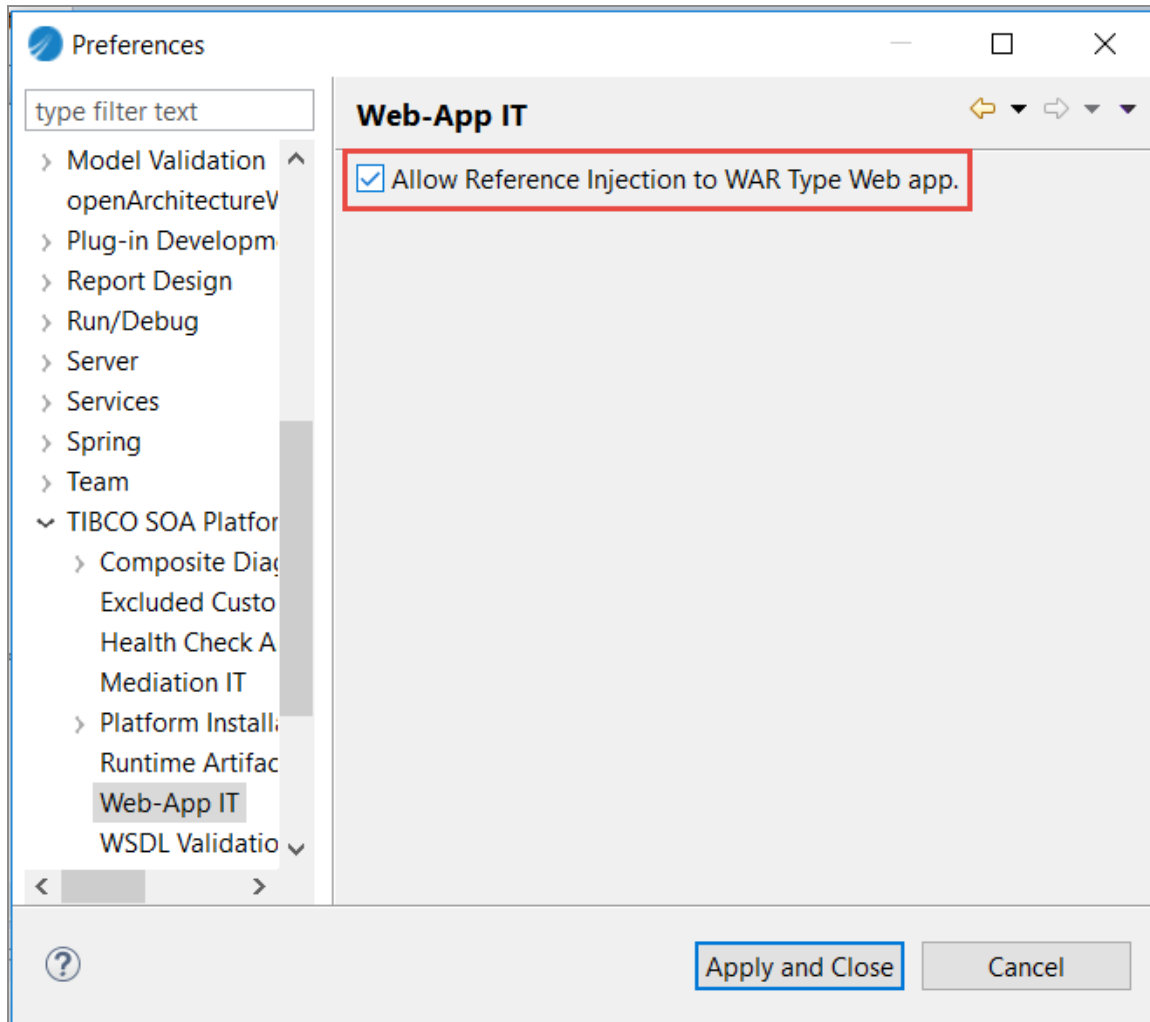 Preferences
type filter text
Model Validation
openArchitectureV
Plug-in Developm
Report Design
Run/Debug
Server
Services
Spring
Team
TIBCO SOA Platfor
Composite Diag
Excluded Custo
Health Check A
Mediation IT
Platform Installa
Runtime Artifac
Web-App IT
WSDL Validatio
Web-App IT
Allow Reference Injection to WAR Type Web app.
Apply and Close
Cancel